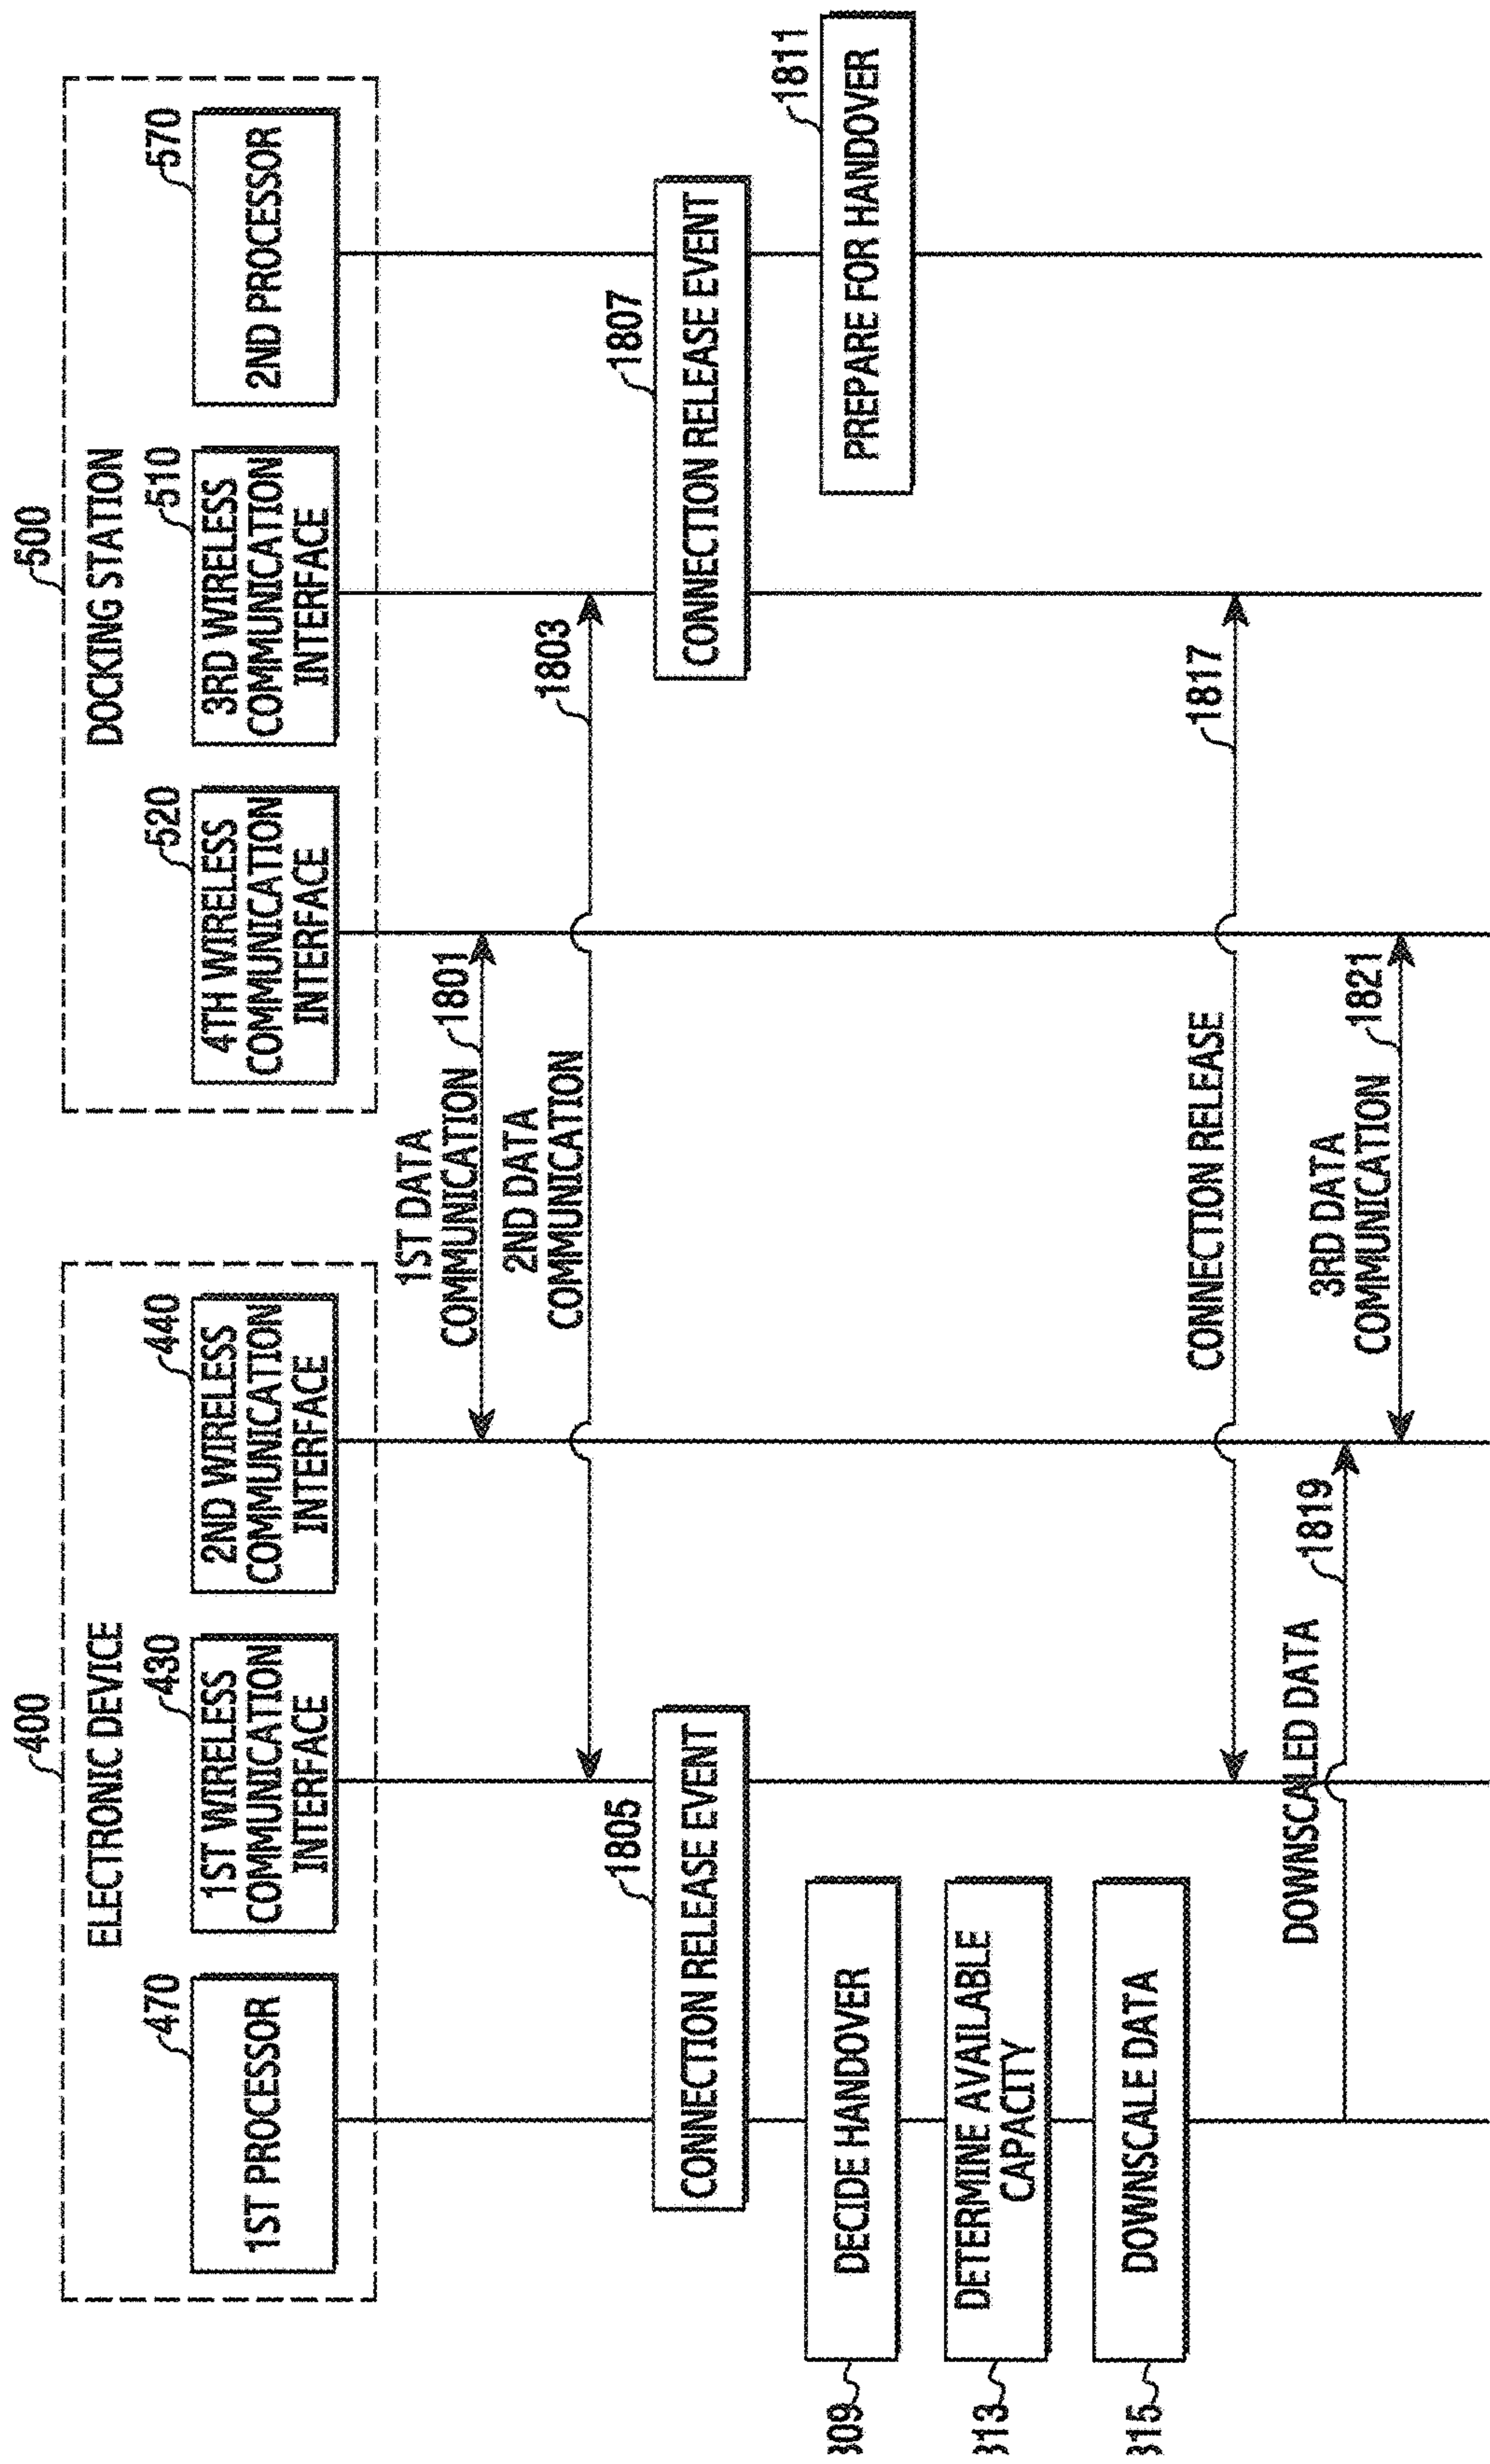 400
ELECTRONIC DEVICE
470
1ST PROCESSOR
430
1ST WIRELESS
COMMUNICATION
INTERFACE
440
2ND WIRELESS
COMMUNICATION
INTERFACE
500
DOCKING STATION
520
4TH WIRELESS
COMMUNICATION
INTERFACE
510
3RD WIRELESS
COMMUNICATION
INTERFACE
570
2ND PROCESSOR
1ST DATA
COMMUNICATION
1801
2ND DATA
COMMUNICATION
1803
1805
CONNECTION RELEASE EVENT
1807
CONNECTION RELEASE EVENT
809
DECIDE HANDOVER
1811
PREPARE FOR HANDOVER
813
DETERMINE AVAILABLE
CAPACITY
815
DOWNSCALE DATA
CONNECTION RELEASE
1817
DOWNSCALED DATA
1819
3RD DATA
COMMUNICATION
1821